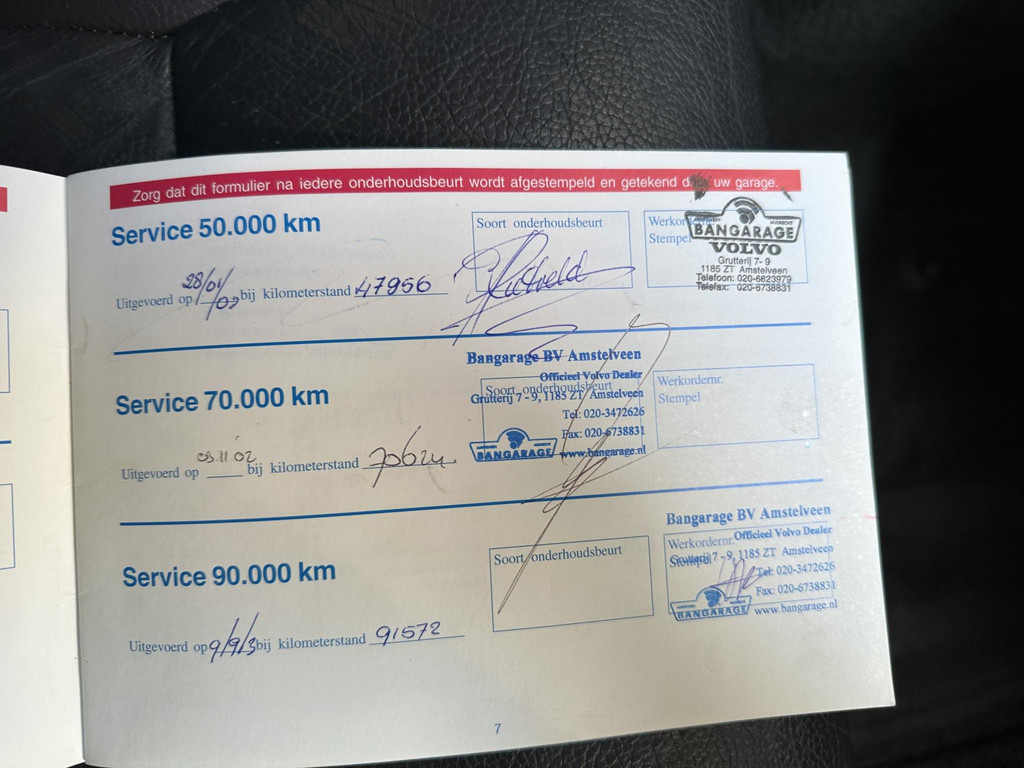 Zorg dat dit formulier na iedere onderhoudsbeurt wordt afgestempeld en getekend door uw garage.
Service 50.000 km
Soort onderhoudsbeurt
Stempel
BANGARAGE
VOLVO
Grutterij 7- 9
1185 ZT Amstelveen
Telefoon: 020-6623979
Telefax: 020-6738831
Uitgevoerd op 28/01/ bij kilometerstand 47956
Service 70.000 km
Bangarage BV Amstelveen
Officieel Volvo Dealer
Soort onderhoudsbeurt
Grutterij 7 - 9, 1185 ZT Amstelveen
Tel: 020-3472626
Fax: 020-6738831
BANGARAGE www.bangarage.nl
Werkordernr.
Stempel
Uitgevoerd op 05 11 02 bij kilometerstand 70624
Service 90.000 km
Soort onderhoudsbeurt
Bangarage BV Amstelveen
Werkordernr. Officieel Volvo Dealer
Stempel
Grutterij 7 - 9, 1185 ZT Amstelveen
Tel: 020-3472626
Fax: 020-6738831
BANGARAGE www.bangarage.nl
Uitgevoerd op 9/9/3 bij kilometerstand 91572
7